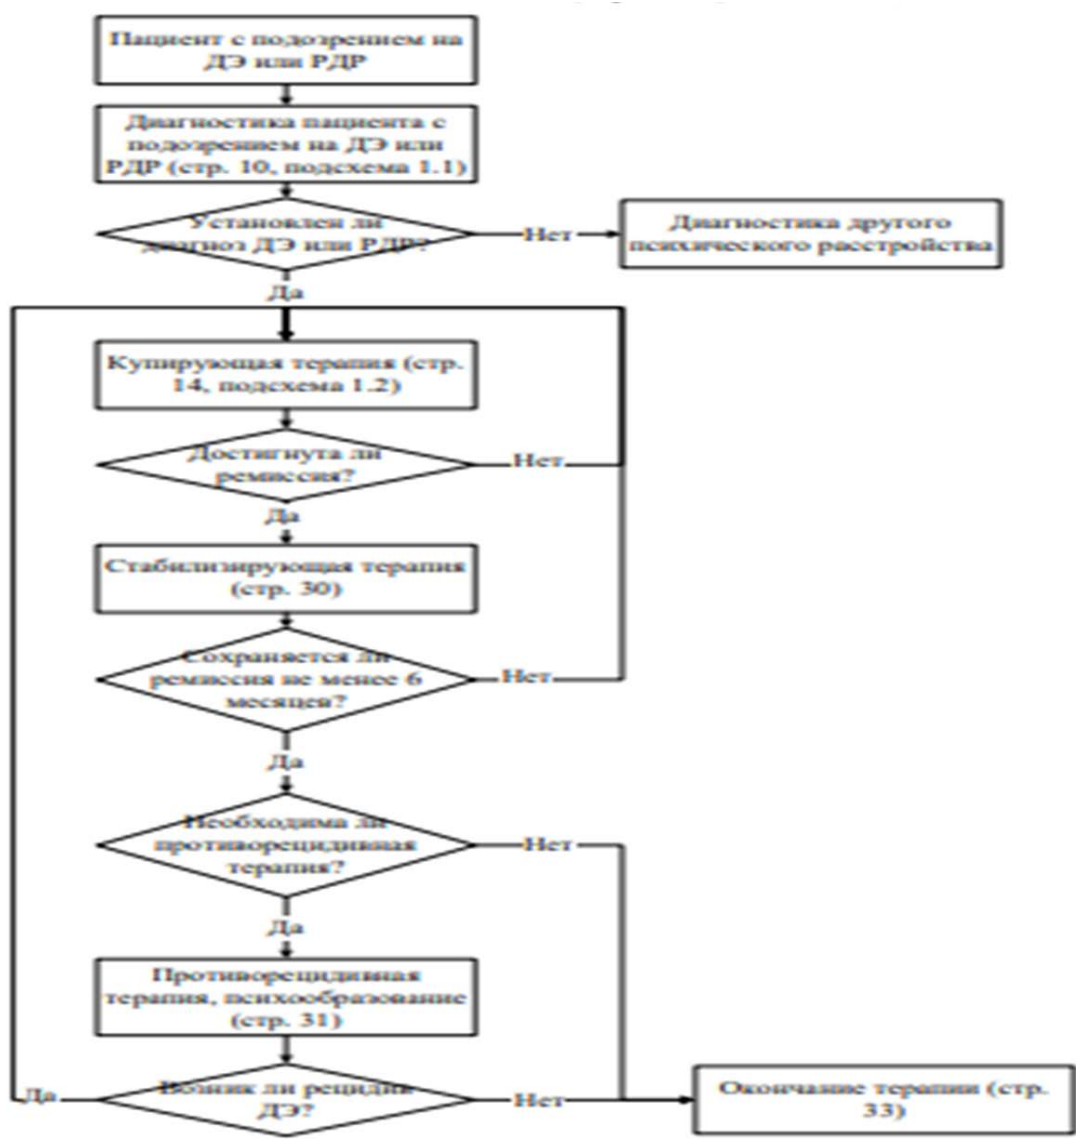 Пациент с подозрением на
ДЭ или РДР
Диагностика пациента с
подозрением на ДЭ или
РДР (стр. 10, подсхема 1.1)
Установлен ли
диагноз ДЭ или РДР?
Нет
Диагностика другого
психического расстройства
Да
Купирующая терапия (стр.
14, подсхема 1.2)
Достигнута ли
ремиссия?
Нет
Да
Стабилизирующая терапия
(стр. 30)
Сохраняется ли
ремиссия не менее 6
месяцев?
Нет
Да
Необходима ли
противорецидивная
терапия?
Нет
Да
Противорецидивная
терапия, психообразование
(стр. 31)
Возник ли рецидив
ДЭ?
Да
Нет
Окончание терапии (стр.
33)